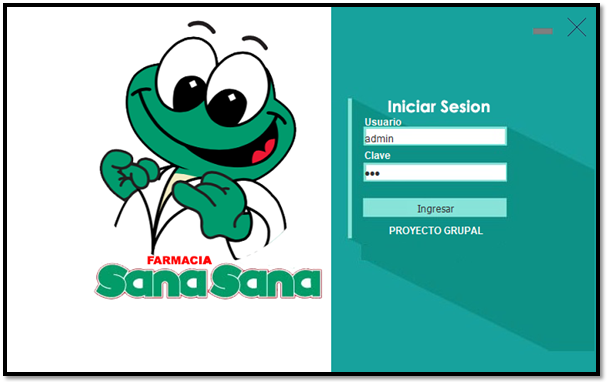 FARMACIA
Sana Sana
Iniciar Sesion
Usuario
admin
Clave
•••
Ingresar
PROYECTO GRUPAL